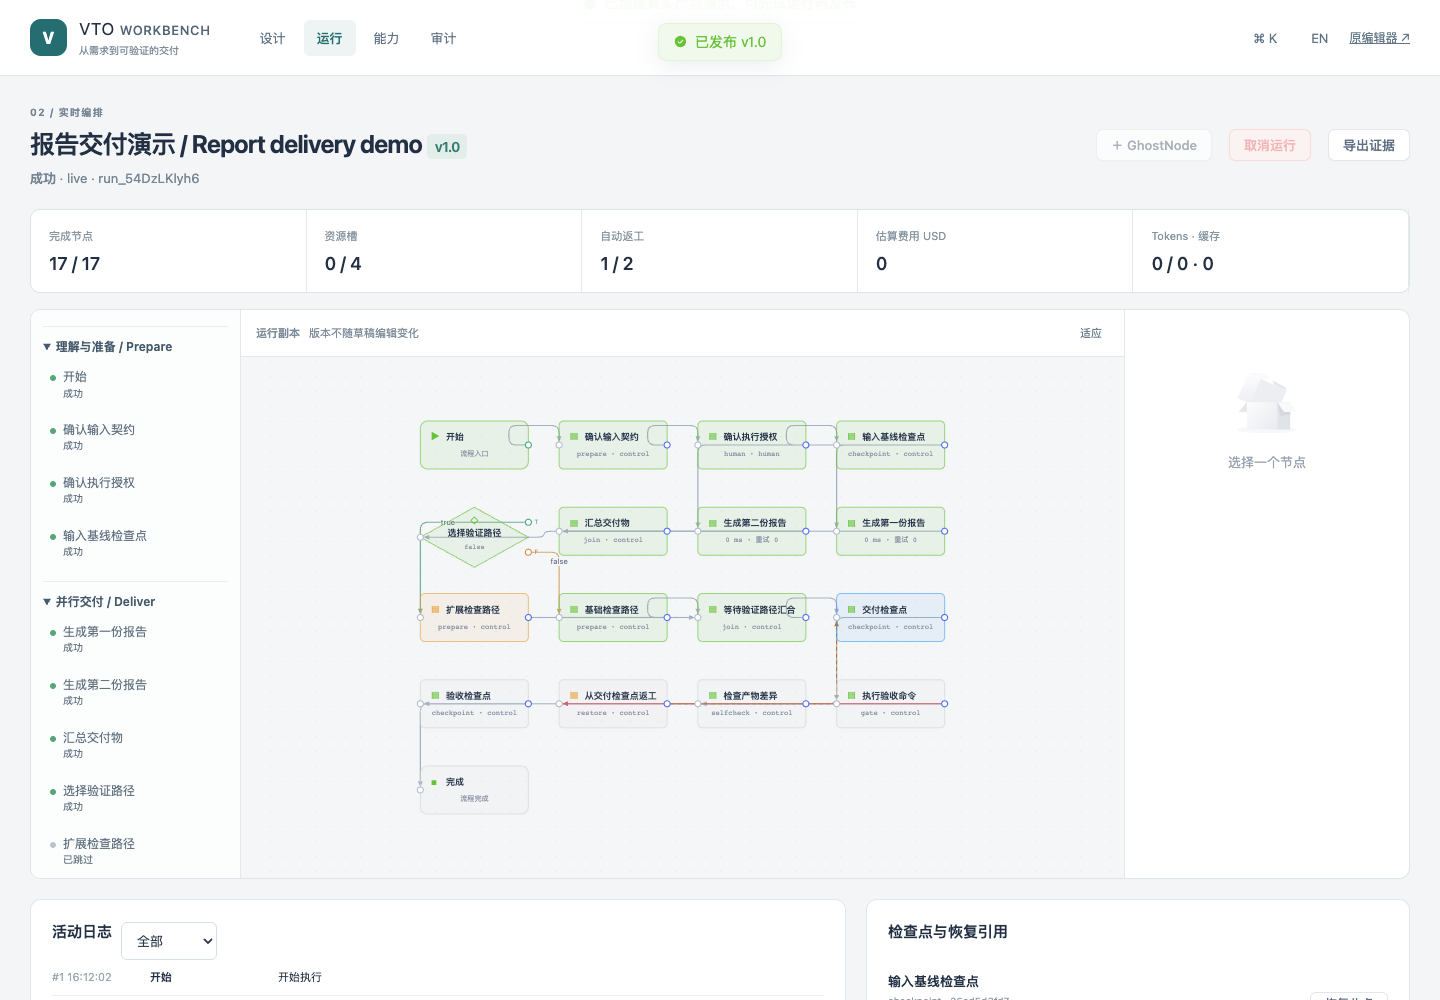 V
VTO WORKBENCH
从需求到可验证的交付
设计
运行
能力
审计
已发布 v1.0
⌘ K
EN
原编辑器 ↗
02 / 实时编排
报告交付演示 / Report delivery demo v1.0
成功 · live · run_54DzLKlyh6
+ GhostNode
取消运行
导出证据
完成节点
17 / 17
资源槽
0 / 4
自动返工
1 / 2
估算费用 USD
0
Tokens · 缓存
0 / 0 · 0
▼ 理解与准备 / Prepare
开始
成功
确认输入契约
成功
确认执行授权
成功
输入基线检查点
成功
▼ 并行交付 / Deliver
生成第一份报告
成功
生成第二份报告
成功
汇总交付物
成功
选择验证路径
成功
扩展检查路径
已跳过
运行副本 版本不随草稿编辑变化
适应
开始
流程入口
确认输入契约
prepare · control
确认执行授权
human · human
输入基线检查点
checkpoint · control
true
T
选择验证路径
false
F
false
汇总交付物
join · control
生成第二份报告
0 ms · 重试 0
生成第一份报告
0 ms · 重试 0
扩展检查路径
prepare · control
基础检查路径
prepare · control
等待验证路径汇合
join · control
交付检查点
checkpoint · control
验收检查点
checkpoint · control
从交付检查点返工
restore · control
检查产物差异
selfcheck · control
执行验收命令
gate · control
完成
流程完成
选择一个节点
活动日志
全部
#1 16:12:02 开始 开始执行
检查点与恢复引用
输入基线检查点